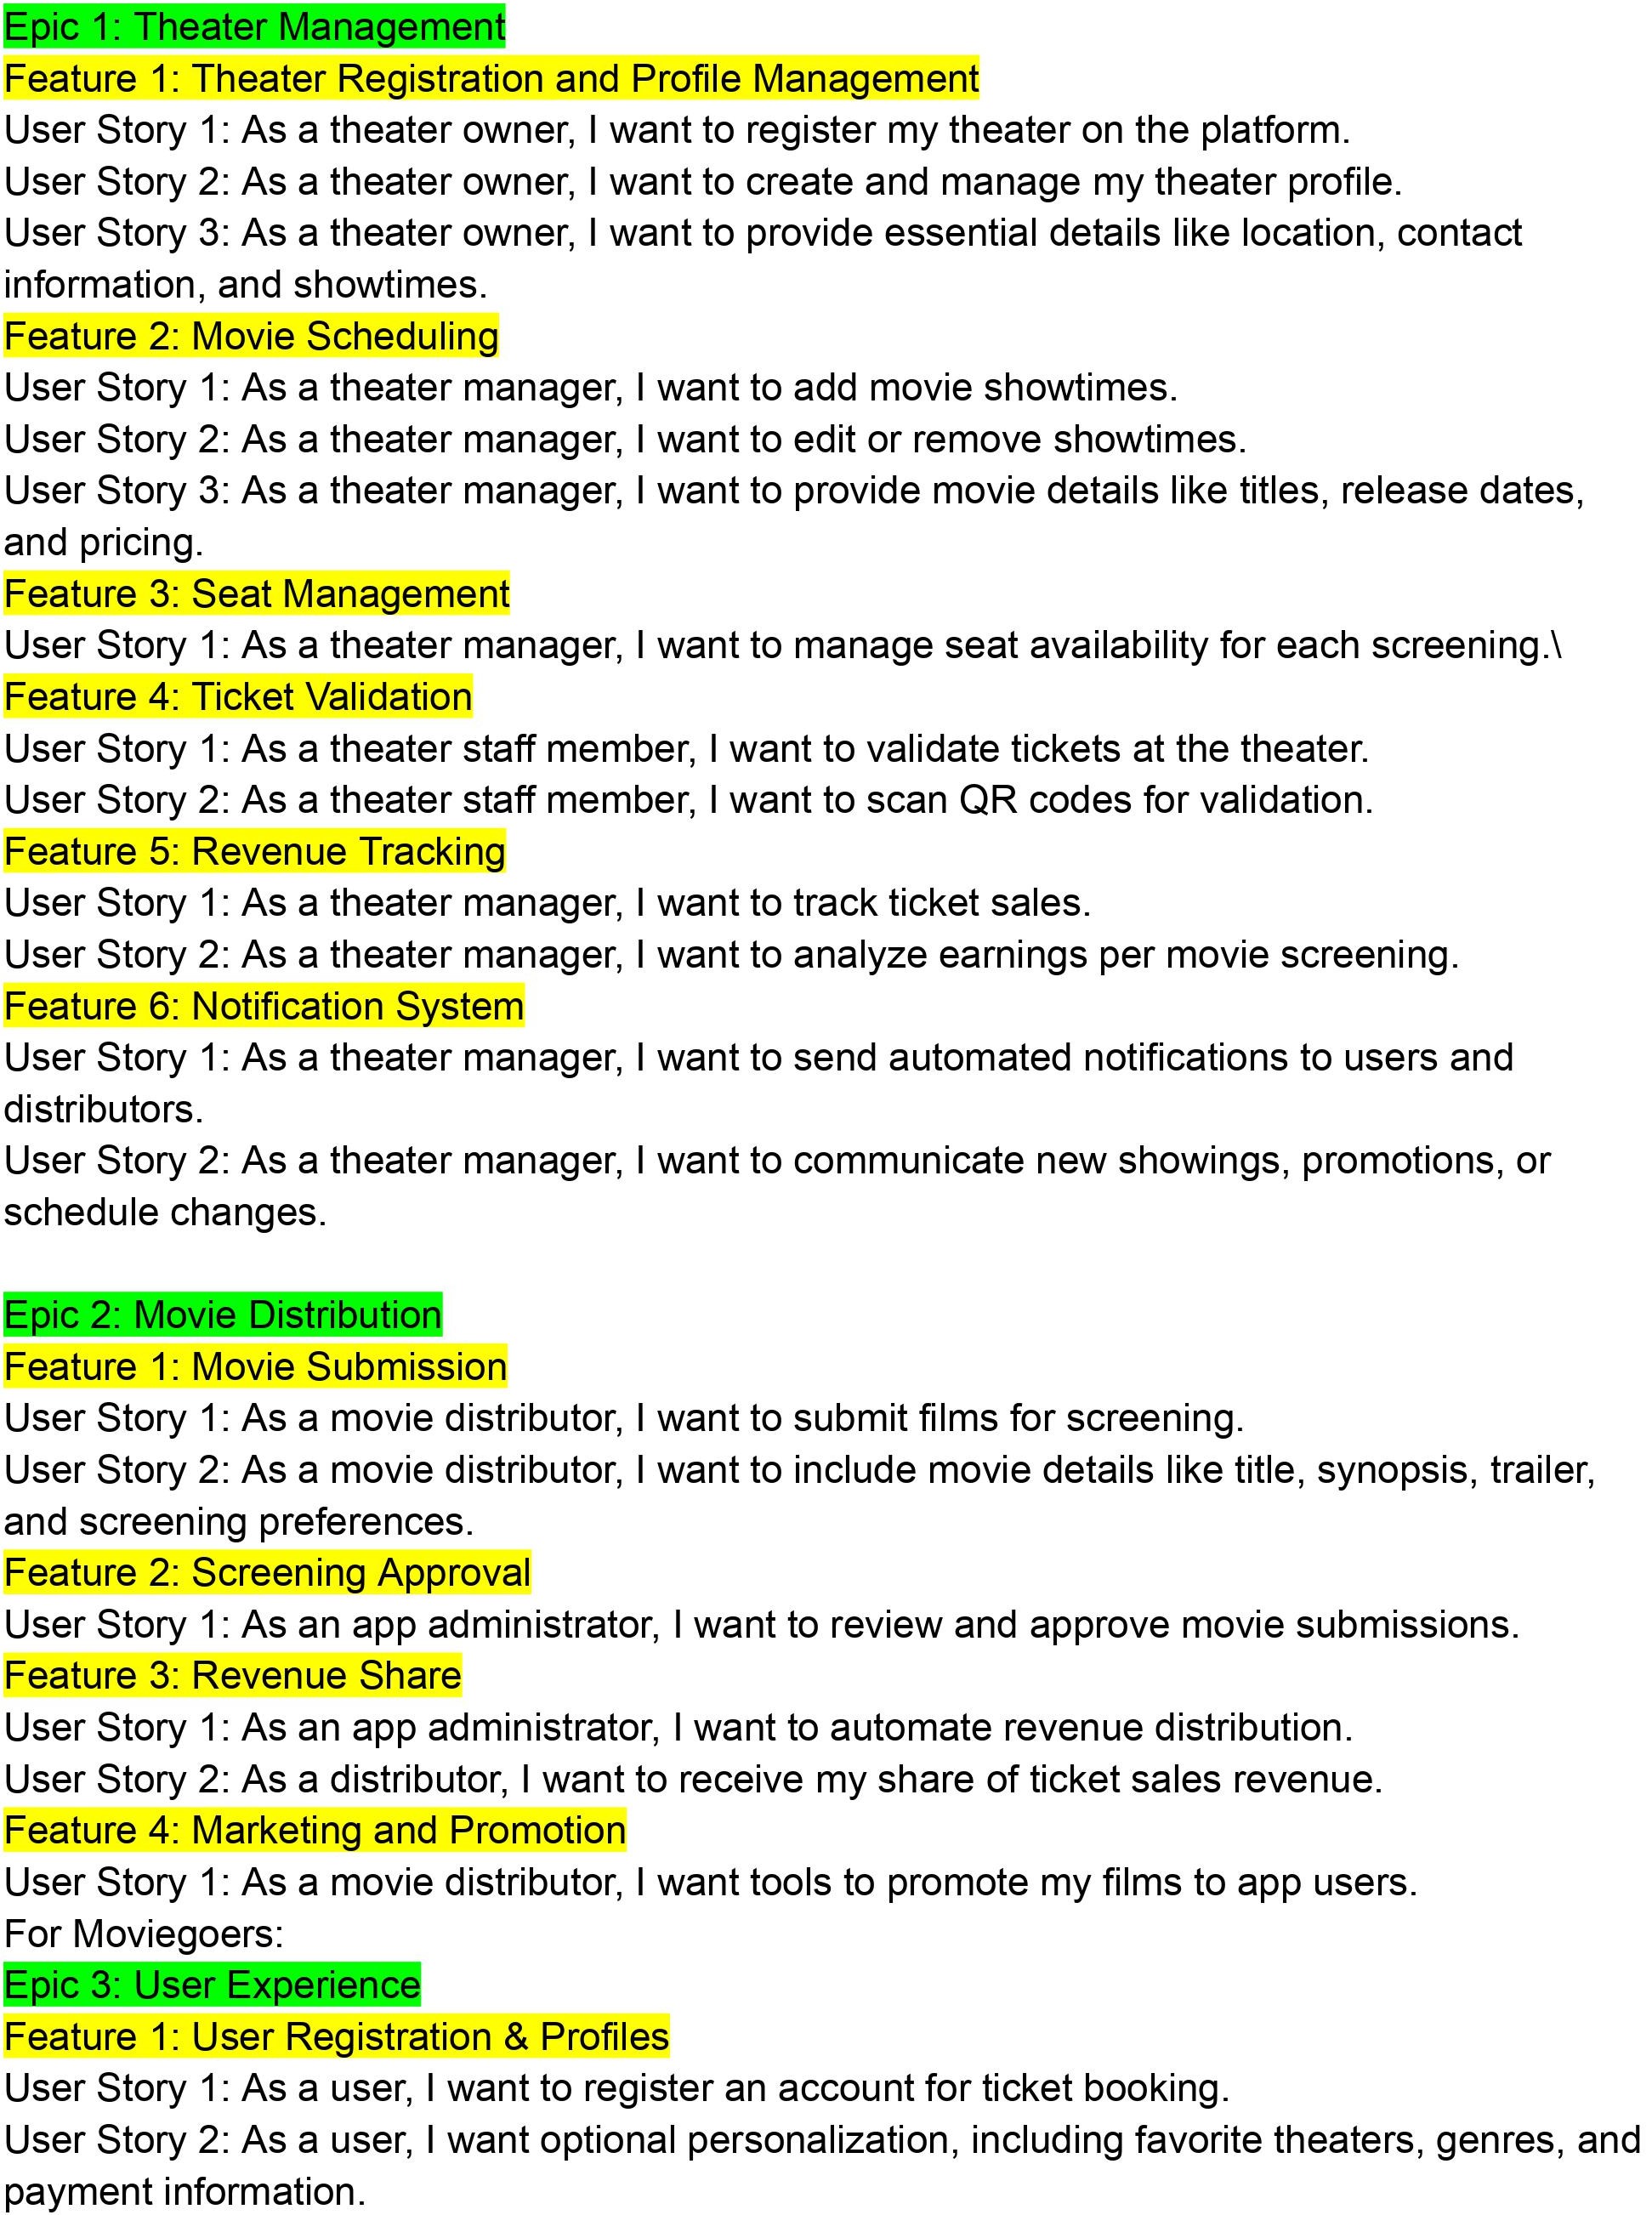 Epic 1: Theater Management
Feature 1: Theater Registration and Profile Management
User Story 1: As a theater owner, I want to register my theater on the platform.
User Story 2: As a theater owner, I want to create and manage my theater profile.
User Story 3: As a theater owner, I want to provide essential details like location, contact
information, and showtimes.
Feature 2: Movie Scheduling
User Story 1: As a theater manager, I want to add movie showtimes.
User Story 2: As a theater manager, I want to edit or remove showtimes.
User Story 3: As a theater manager, I want to provide movie details like titles, release dates,
and pricing.
Feature 3: Seat Management
User Story 1: As a theater manager, I want to manage seat availability for each screening.\
Feature 4: Ticket Validation
User Story 1: As a theater staff member, I want to validate tickets at the theater.
User Story 2: As a theater staff member, I want to scan QR codes for validation.
Feature 5: Revenue Tracking
User Story 1: As a theater manager, I want to track ticket sales.
User Story 2: As a theater manager, I want to analyze earnings per movie screening.
Feature 6: Notification System
User Story 1: As a theater manager, I want to send automated notifications to users and
distributors.
User Story 2: As a theater manager, I want to communicate new showings, promotions, or
schedule changes.
Epic 2: Movie Distribution
Feature 1: Movie Submission
User Story 1: As a movie distributor, I want to submit films for screening.
User Story 2: As a movie distributor, I want to include movie details like title, synopsis, trailer,
and screening preferences.
Feature 2: Screening Approval
User Story 1: As an app administrator, I want to review and approve movie submissions.
Feature 3: Revenue Share
User Story 1: As an app administrator, I want to automate revenue distribution.
User Story 2: As a distributor, I want to receive my share of ticket sales revenue.
Feature 4: Marketing and Promotion
User Story 1: As a movie distributor, I want tools to promote my films to app users.
For Moviegoers:
Epic 3: User Experience
Feature 1: User Registration & Profiles
User Story 1: As a user, I want to register an account for ticket booking.
User Story 2: As a user, I want optional personalization, including favorite theaters, genres, and
payment information.